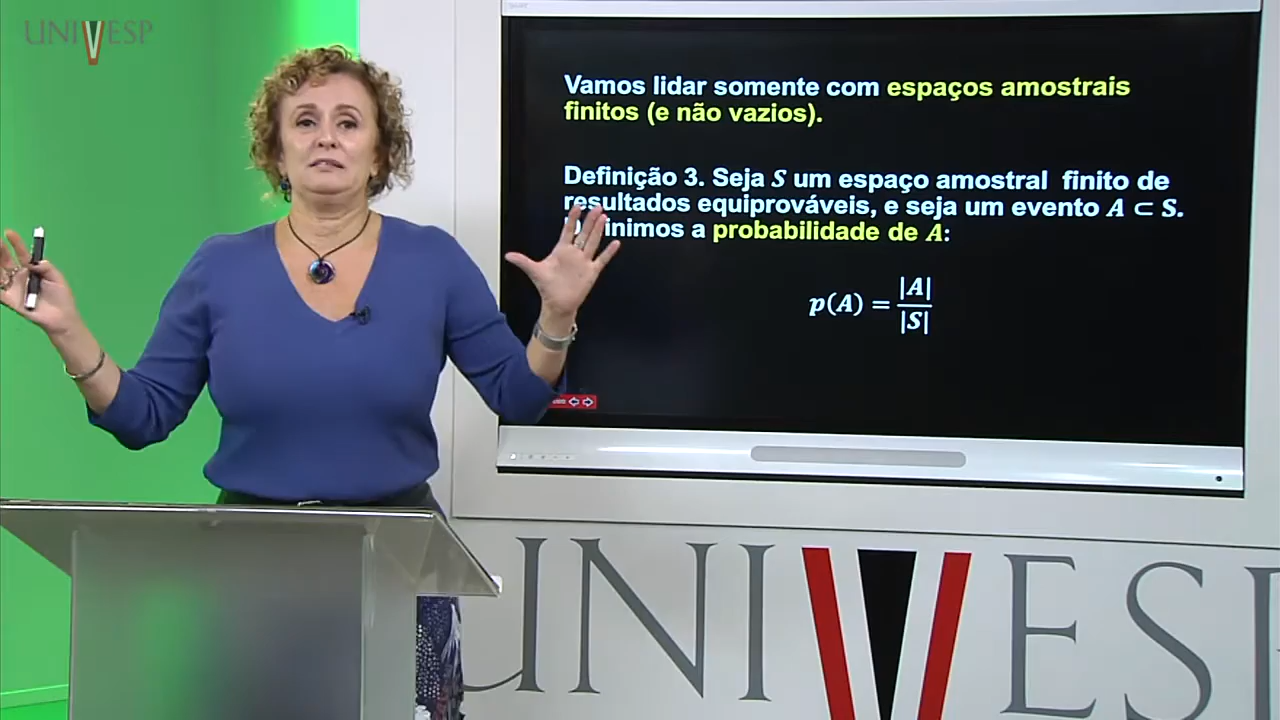 UNIVESP
Vamos lidar somente com espaços amostrais
finitos (e não vazios).
Definição 3. Seja S um espaço amostral finito de
resultados equiprováveis, e seja um evento A ⊂ S.
Definimos a probabilidade de A:
p(A) = |A| / |S|
UNIVESP